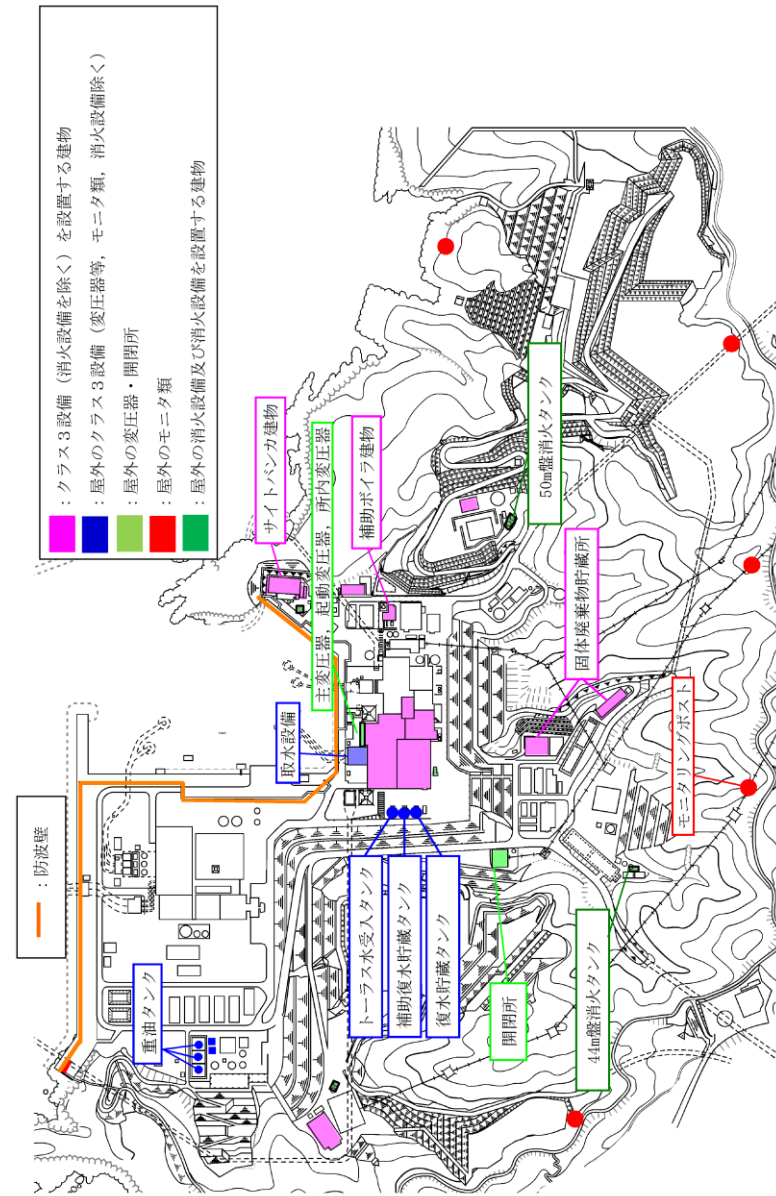 ：クラス３設備（消火設備を除く）を設置する建物
：屋外のクラス３設備（変圧器等，モニタ類，消火設備除く）
：屋外の変圧器・開閉所
：屋外のモニタ類
：屋外の消火設備及び消火設備を設置する建物
：防波壁
サイトバンカ建物
主変圧器，起動変圧器，所内変圧器
補助ボイラ建物
50m盤消火タンク
取水設備
固体廃棄物貯蔵所
モニタリングポスト
重油タンク
トーラス水受入タンク
補助復水貯蔵タンク
復水貯蔵タンク
開閉所
44m盤消火タンク